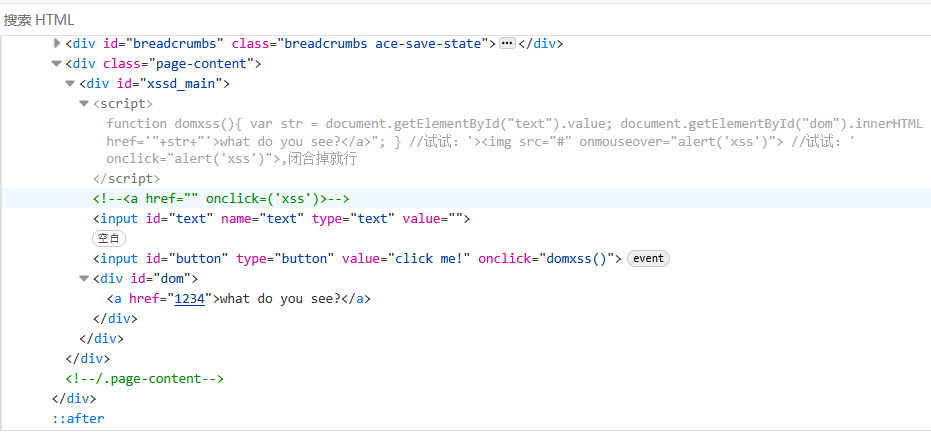 搜索 HTML
<div id="breadcrumbs" class="breadcrumbs ace-save-state">•••</div>
<div class="page-content">
<div id="xssd_main">
<script>
function domxss(){ var str = document.getElementById("text").value; document.getElementById("dom").innerHTML
href='"+str+"'>what do you see?</a>"; } //试试：'><img src="#" onmouseover="alert('xss')"> //试试：'
onclick="alert('xss')">,闭合掉就行
</script>
<!--<a href="" onclick=('xss')>-->
<input id="text" name="text" type="text" value="">
空白
<input id="button" type="button" value="click me!" onclick="domxss()"> event
<div id="dom">
<a href="1234">what do you see?</a>
</div>
</div>
</div>
<!--/.page-content-->
</div>
::after